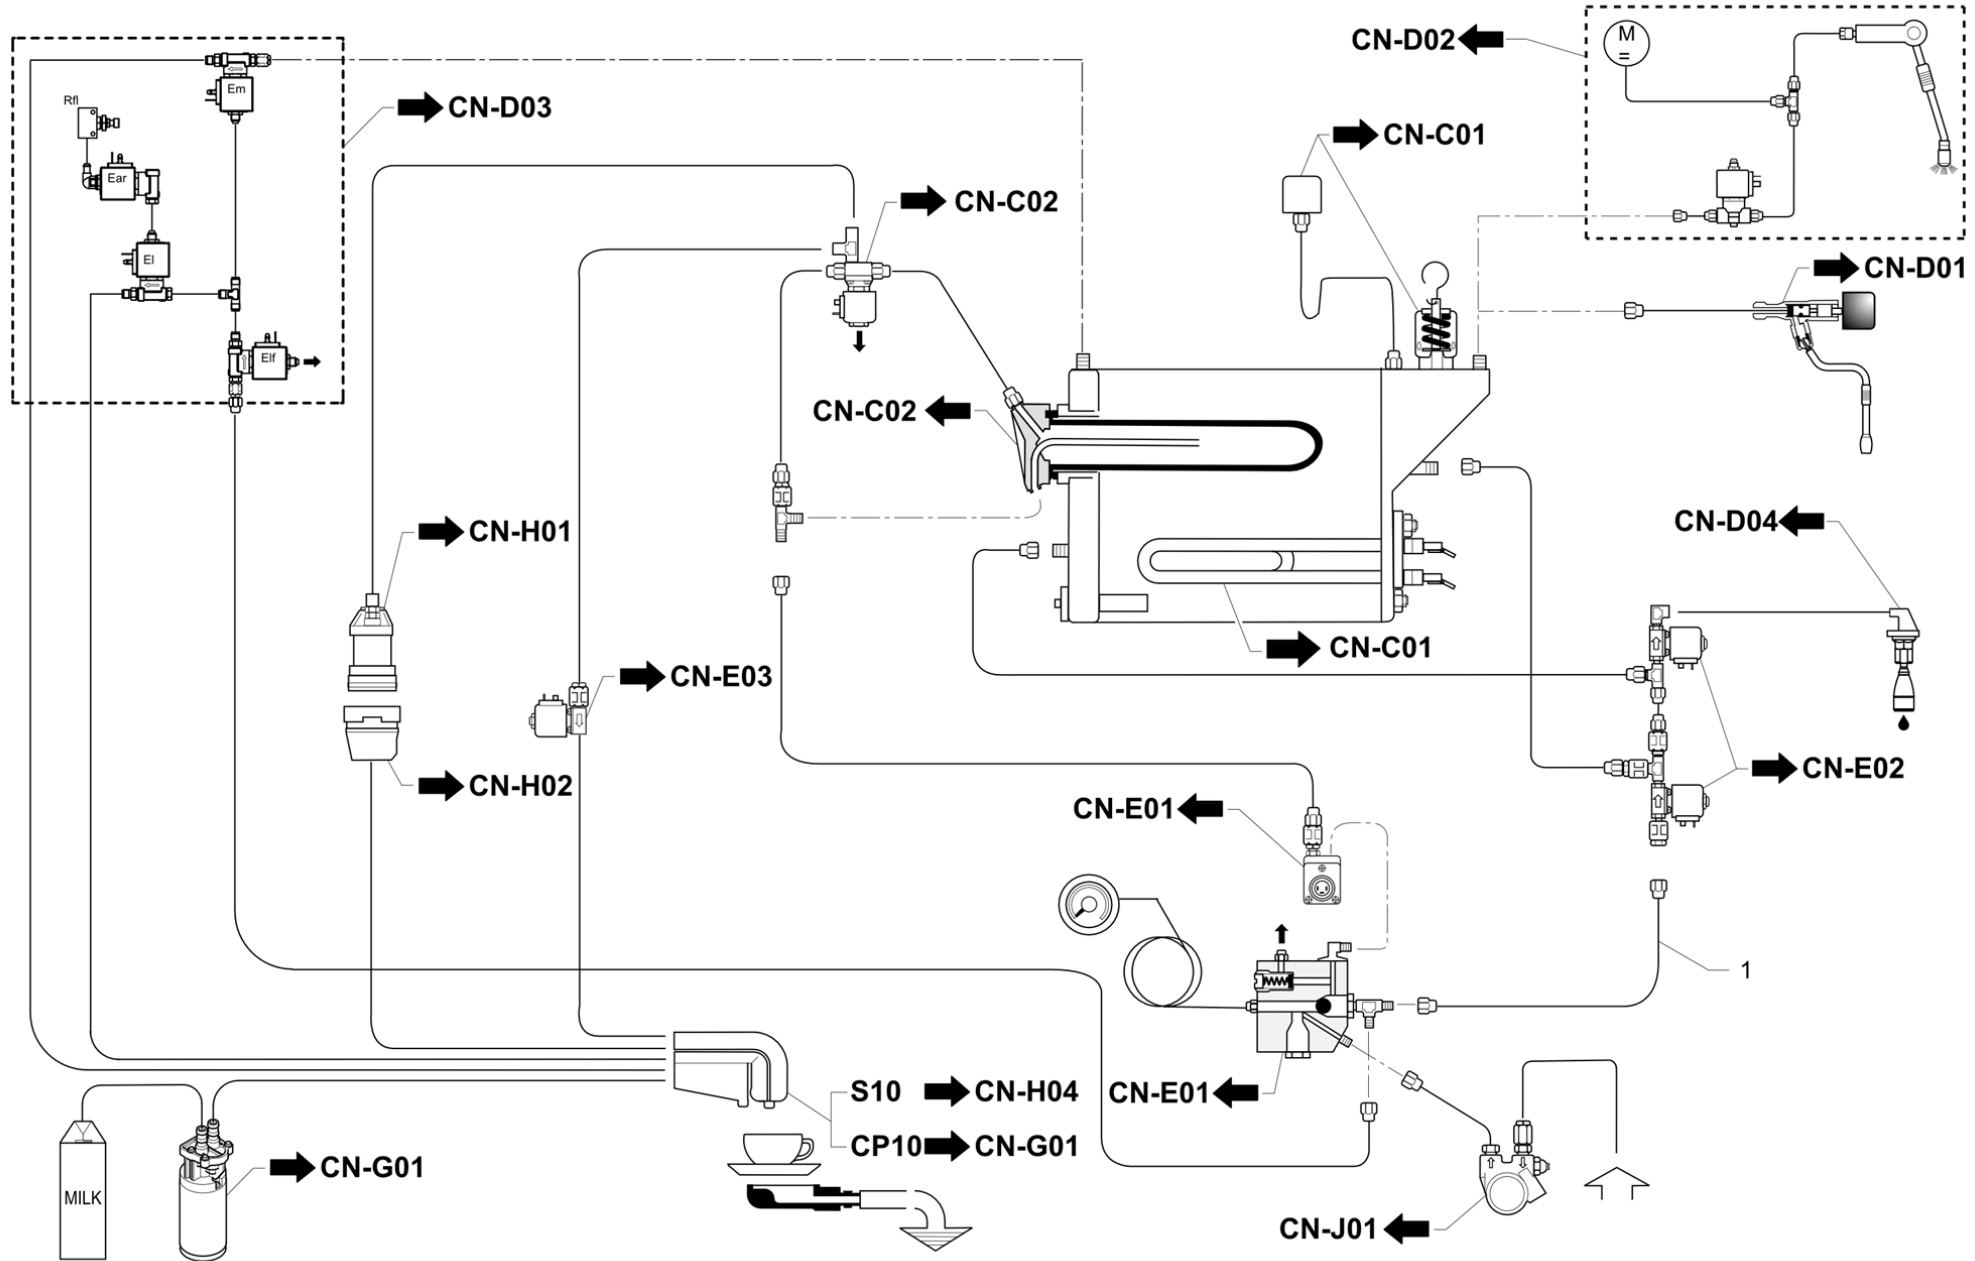 CN-D02
M
=
Em
Rfl
CN-D03
CN-C01
Ear
CN-C02
El
CN-D01
Elf
CN-C02
CN-H01
CN-D04
CN-C01
CN-E03
CN-E02
CN-H02
CN-E01
1
S10 CN-H04
CN-E01
CP10 CN-G01
CN-G01
MILK
CN-J01